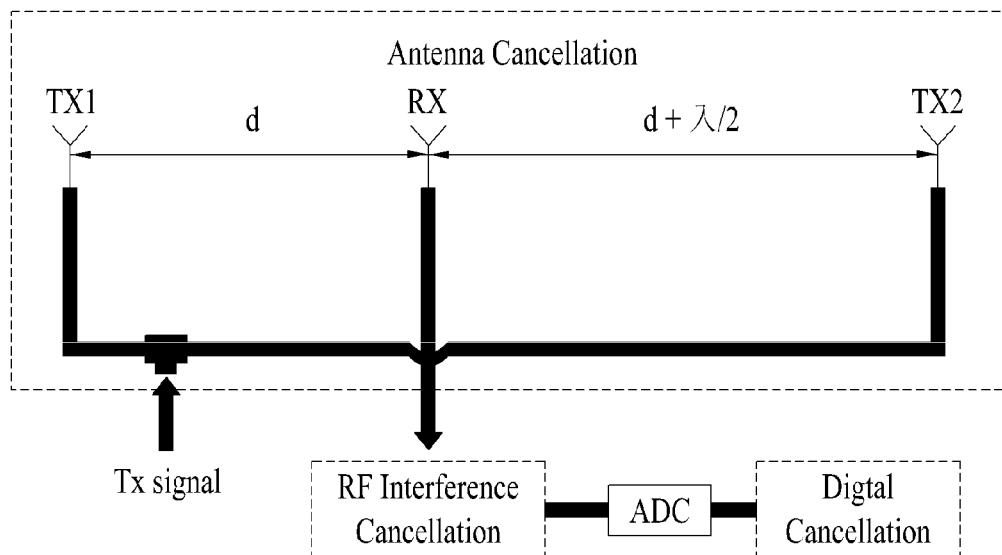 Antenna Cancellation
TX1
RX
TX2
d
d + 入/2
Tx signal
RF Interference
Cancellation
ADC
Digtal
Cancellation